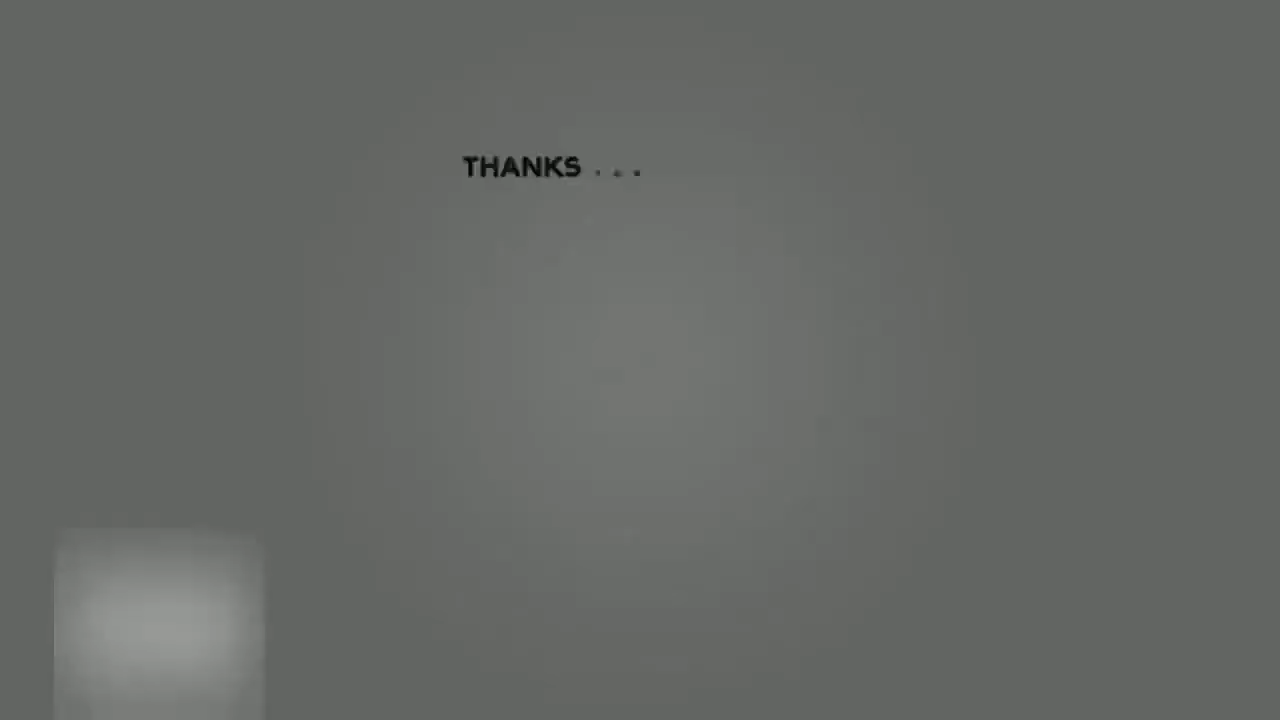 THANKS . . .